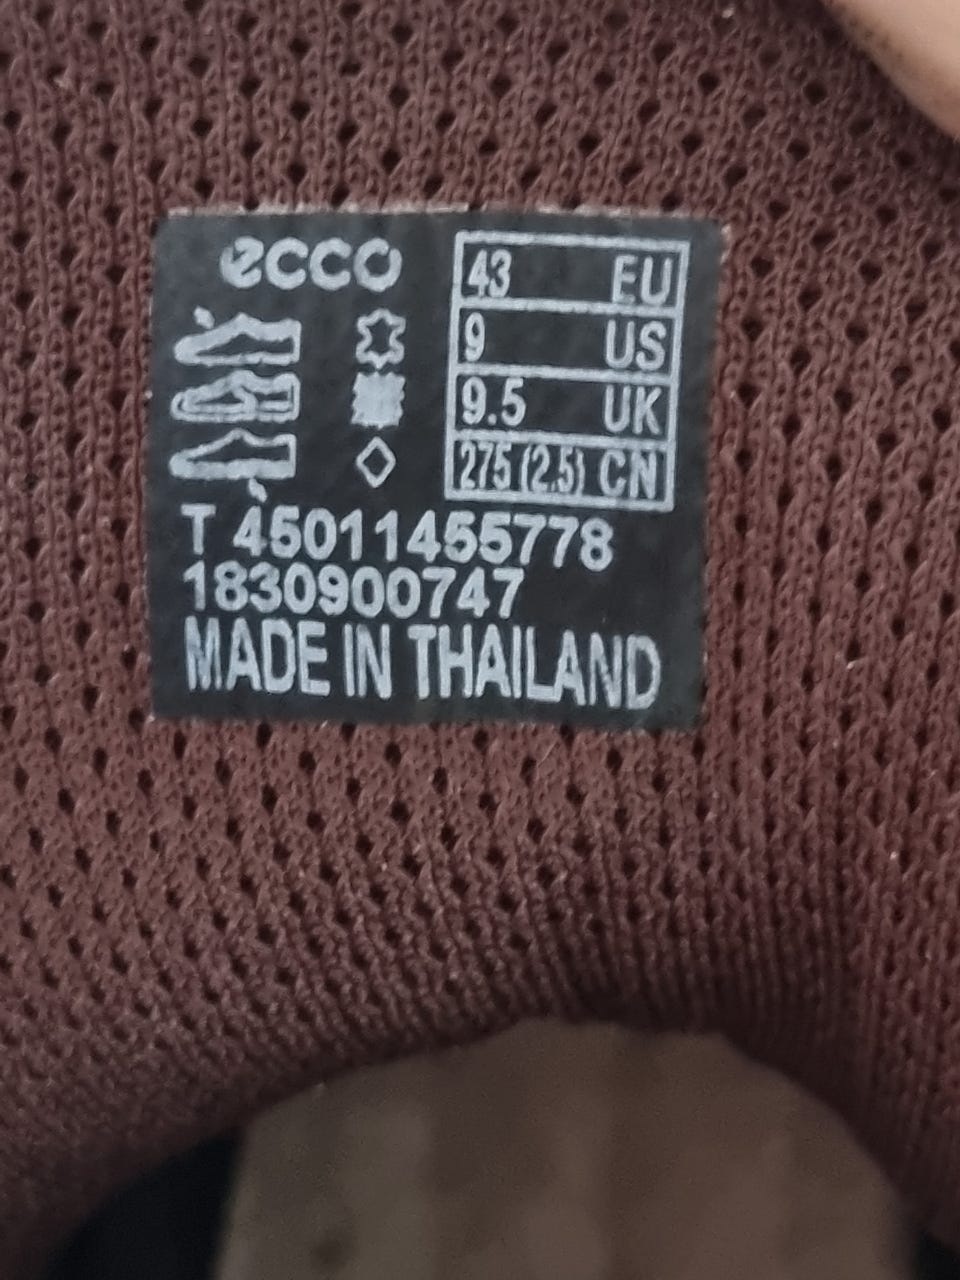 ecco
43 EU
9 US
9.5 UK
275 (2.5) CN
T 45011455778
1830900747
MADE IN THAILAND